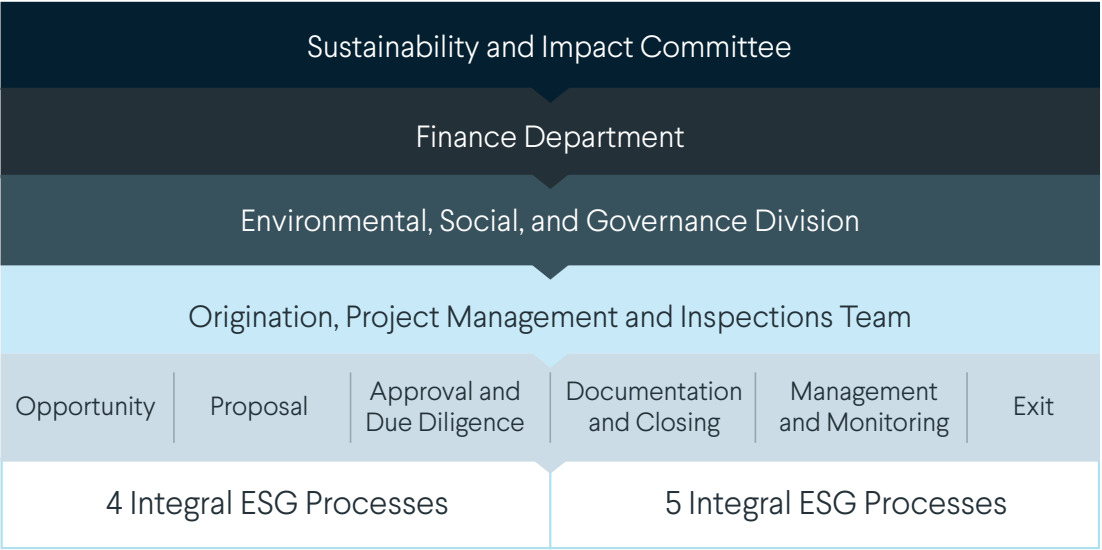 Sustainability and Impact Committee
Finance Department
Environmental, Social, and Governance Division
Origination, Project Management and Inspections Team
Opportunity
Proposal
Approval and
Due Diligence
Documentation
and Closing
Management
and Monitoring
Exit
4 Integral ESG Processes
5 Integral ESG Processes